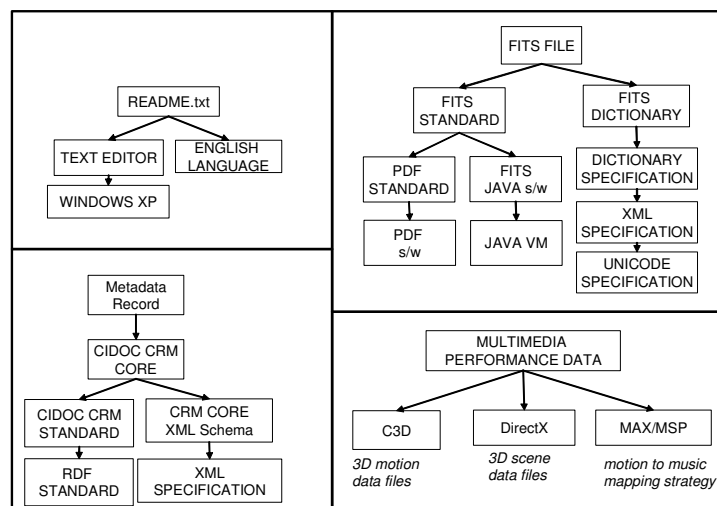 README.txt
TEXT EDITOR
ENGLISH
LANGUAGE
WINDOWS XP
FITS FILE
FITS
STANDARD
FITS
DICTIONARY
PDF
STANDARD
FITS
JAVA s/w
DICTIONARY
SPECIFICATION
PDF
s/w
JAVA VM
XML
SPECIFICATION
UNICODE
SPECIFICATION
Metadata
Record
CIDOC CRM
CORE
CIDOC CRM
STANDARD
CRM CORE
XML Schema
RDF
STANDARD
XML
SPECIFICATION
MULTIMEDIA
PERFORMANCE DATA
C3D
DirectX
MAX/MSP
3D motion
data files
3D scene
data files
motion to music
mapping strategy